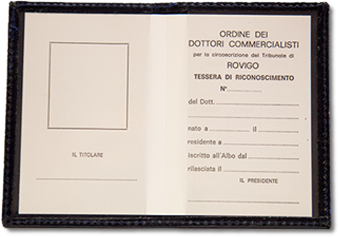 IL TITOLARE
ORDINE DEI
DOTTORI COMMERCIALISTI
per la circoscrizione del Tribunale di
ROVIGO
TESSERA DI RICONOSCIMENTO
N°
del Dott.
nato a il
residente a
iscritto all'Albo dal
rilasciata il
IL PRESIDENTE